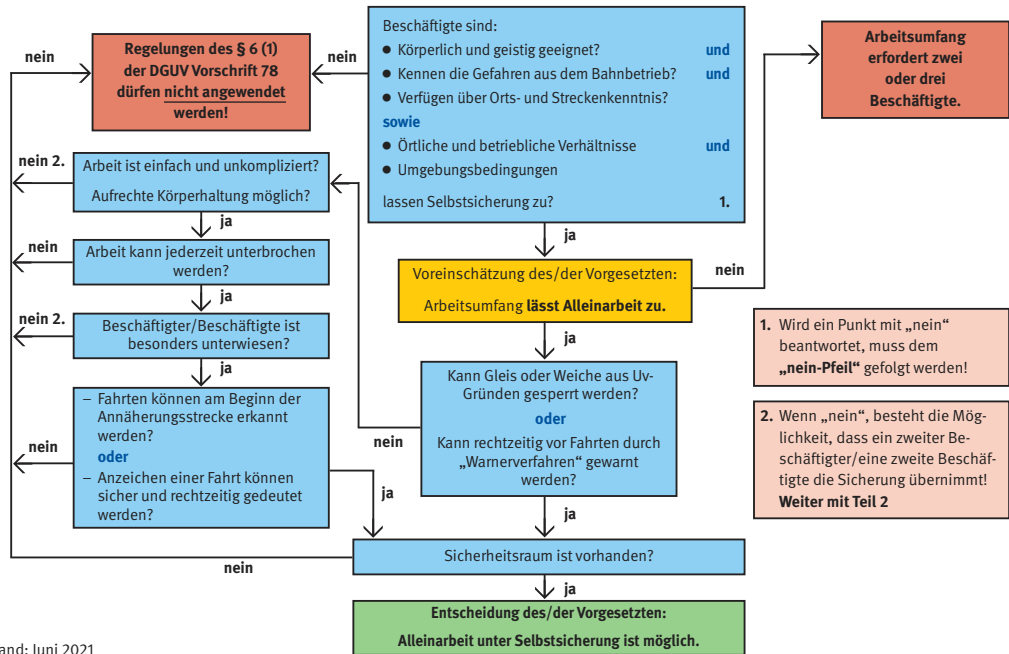 nein
Regelungen des § 6 (1)
der DGUV Vorschrift 78
dürfen nicht angewendet
werden!
nein
Beschäftigte sind:
• Körperlich und geistig geeignet? und
• Kennen die Gefahren aus dem Bahnbetrieb? und
• Verfügen über Orts- und Streckenkenntnis?
sowie
• Örtliche und betriebliche Verhältnisse und
• Umgebungsbedingungen
lassen Selbstsicherung zu? 1.
Arbeitsumfang
erfordert zwei
oder drei
Beschäftigte.
nein 2.
Arbeit ist einfach und unkompliziert?
Aufrechte Körperhaltung möglich?
ja
ja
nein
Arbeit kann jederzeit unterbrochen
werden?
ja
Voreinschätzung des/der Vorgesetzten:
Arbeitsumfang lässt Alleinarbeit zu.
nein
nein 2.
Beschäftigter/Beschäftigte ist
besonders unterwiesen?
ja
ja
1. Wird ein Punkt mit „nein“
beantwortet, muss dem
„nein-Pfeil“ gefolgt werden!
Kann Gleis oder Weiche aus Uv-
Gründen gesperrt werden?
oder
Kann rechtzeitig vor Fahrten durch
„Warnerverfahren“ gewarnt
werden?
nein
nein
– Fahrten können am Beginn der
Annäherungsstrecke erkannt
werden?
oder
– Anzeichen einer Fahrt können
sicher und rechtzeitig gedeutet
werden?
ja
2. Wenn „nein“, besteht die Mög-
lichkeit, dass ein zweiter Be-
schäftigter/eine zweite Beschäf-
tigte die Sicherung übernimmt!
Weiter mit Teil 2
ja
Sicherheitsraum ist vorhanden?
nein
ja
Entscheidung des/der Vorgesetzten:
Alleinarbeit unter Selbstsicherung ist möglich.
and: Juni 2021